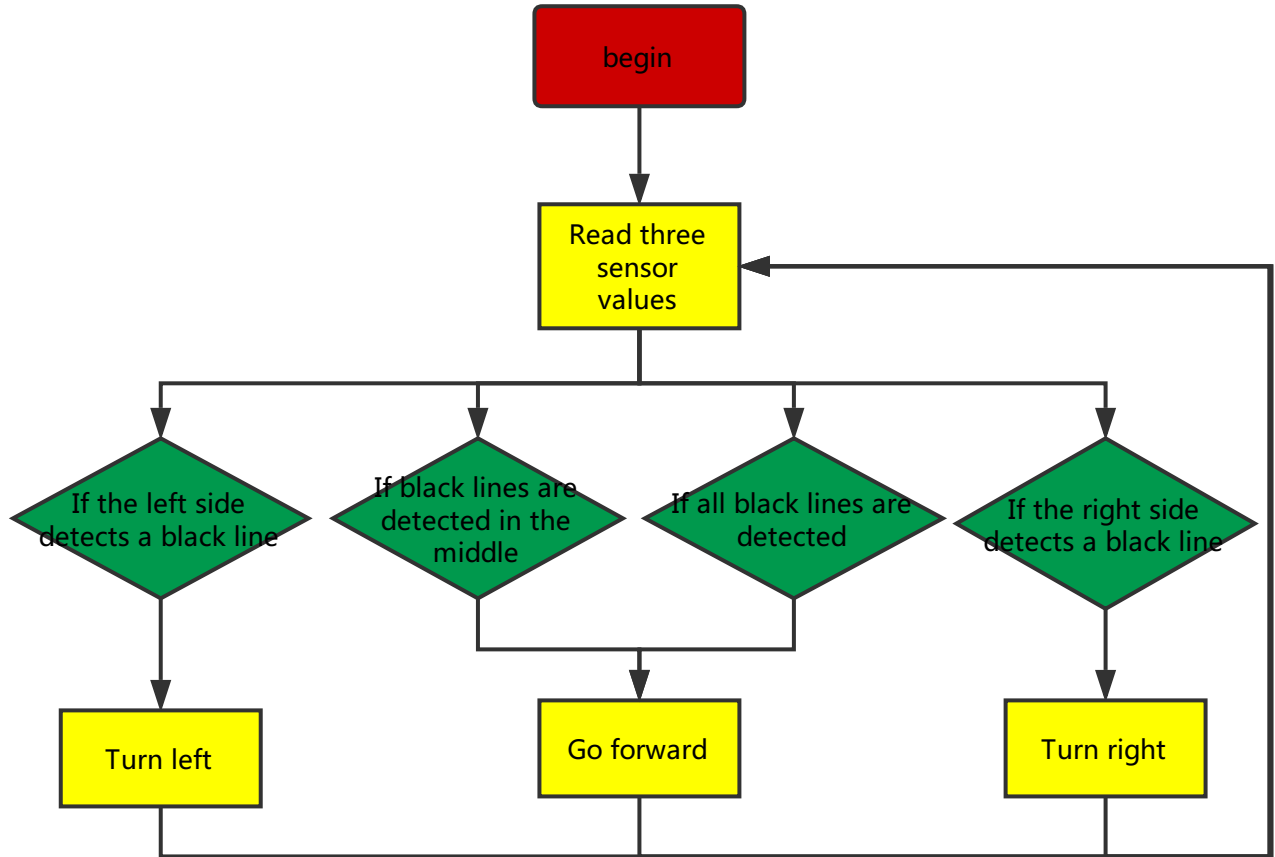 begin
Read three
sensor
values
If the left side
detects a black line
If black lines are
detected in the
middle
If all black lines are
detected
If the right side
detects a black line
Turn left
Go forward
Turn right